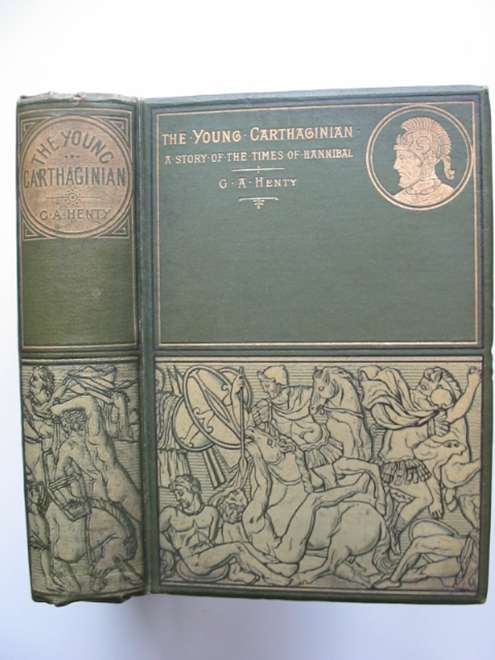 THE YOUNG
CARTHAGINIAN
G. A. HENTY
THE · YOUNG · CARTHAGINIAN
A STORY OF THE TIMES OF HANNIBAL
G · A · HENTY